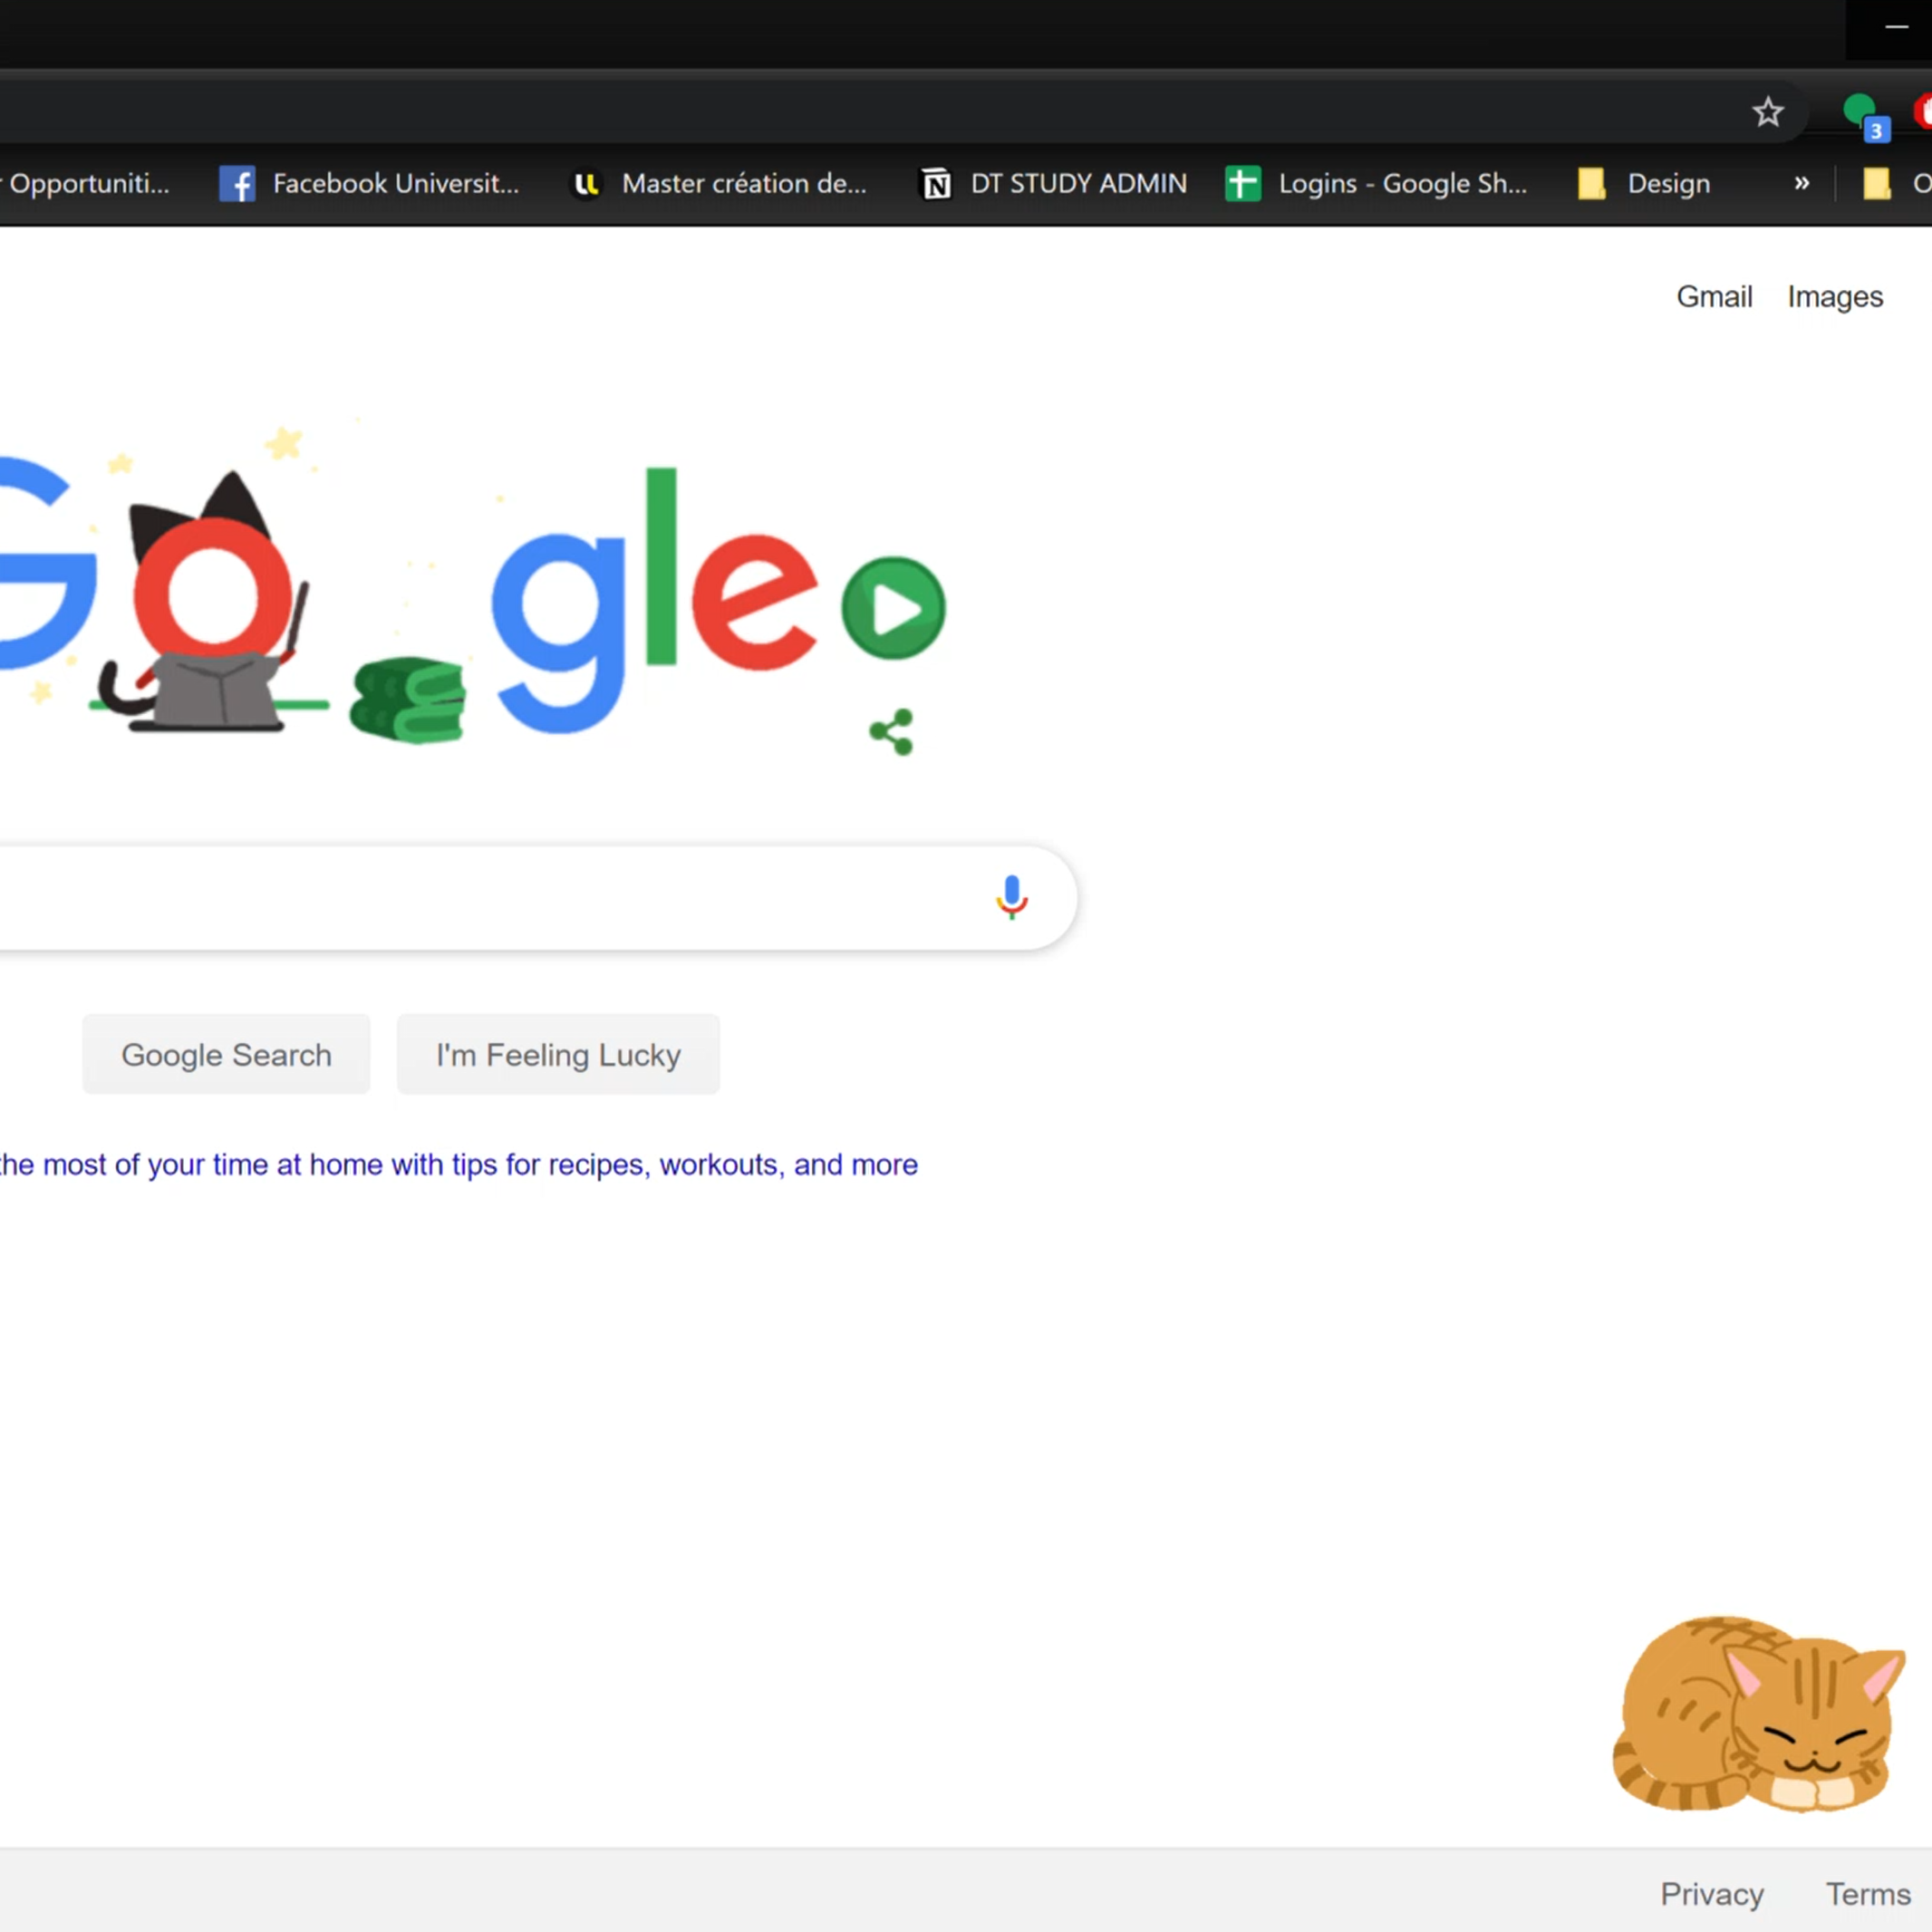 3
Opportuniti... Facebook Universit... Master création de... DT STUDY ADMIN Logins - Google Sh... Design » O
Gmail Images
Google
Google Search I'm Feeling Lucky
the most of your time at home with tips for recipes, workouts, and more
Privacy Terms